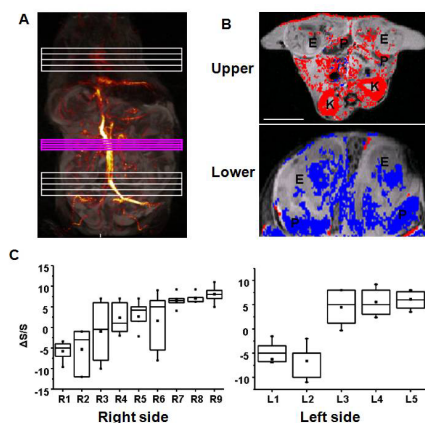 A
B
Upper
E
P
E
P
K
K
Lower
E
E
P
P
C
ΔS/S
15
10
5
0
-5
-10
-15
R1 R2 R3 R4 R5 R6 R7 R8 R9
Right side
10
5
0
-5
-10
L1 L2 L3 L4 L5
Left side